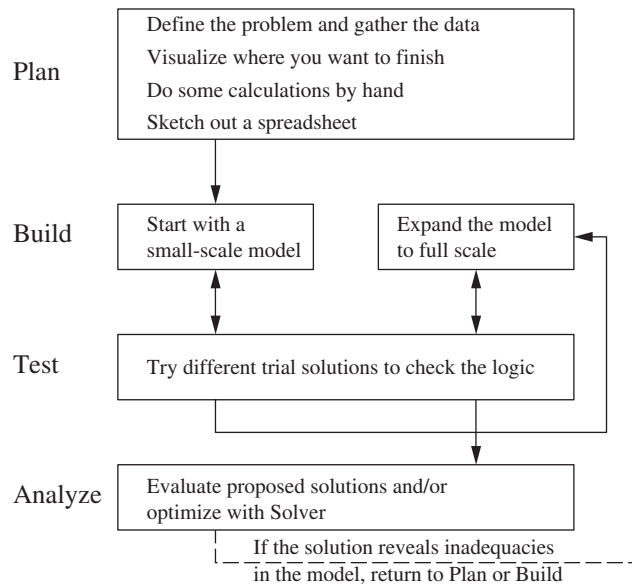 Plan
Define the problem and gather the data
Visualize where you want to finish
Do some calculations by hand
Sketch out a spreadsheet
Build
Start with a
small-scale model
Expand the model
to full scale
Test
Try different trial solutions to check the logic
Analyze
Evaluate proposed solutions and/or
optimize with Solver
If the solution reveals inadequacies
in the model, return to Plan or Build